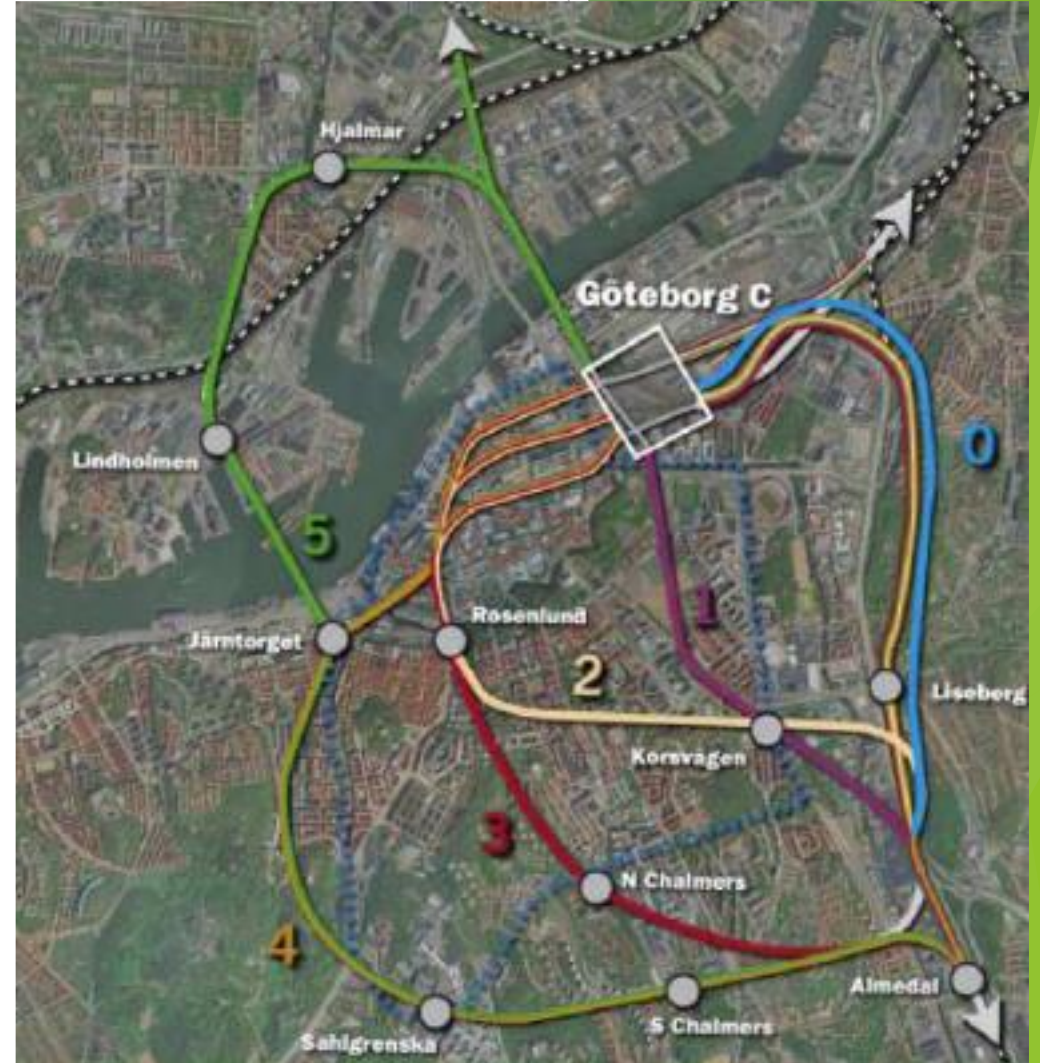 Hjalmar
Göteborg C
0
Lindholmen
5
1
Rosenlund
Järntorget
2
Liseberg
Korsvägen
3
N Chalmers
4
Almedal
S Chalmers
Sahlgrenska